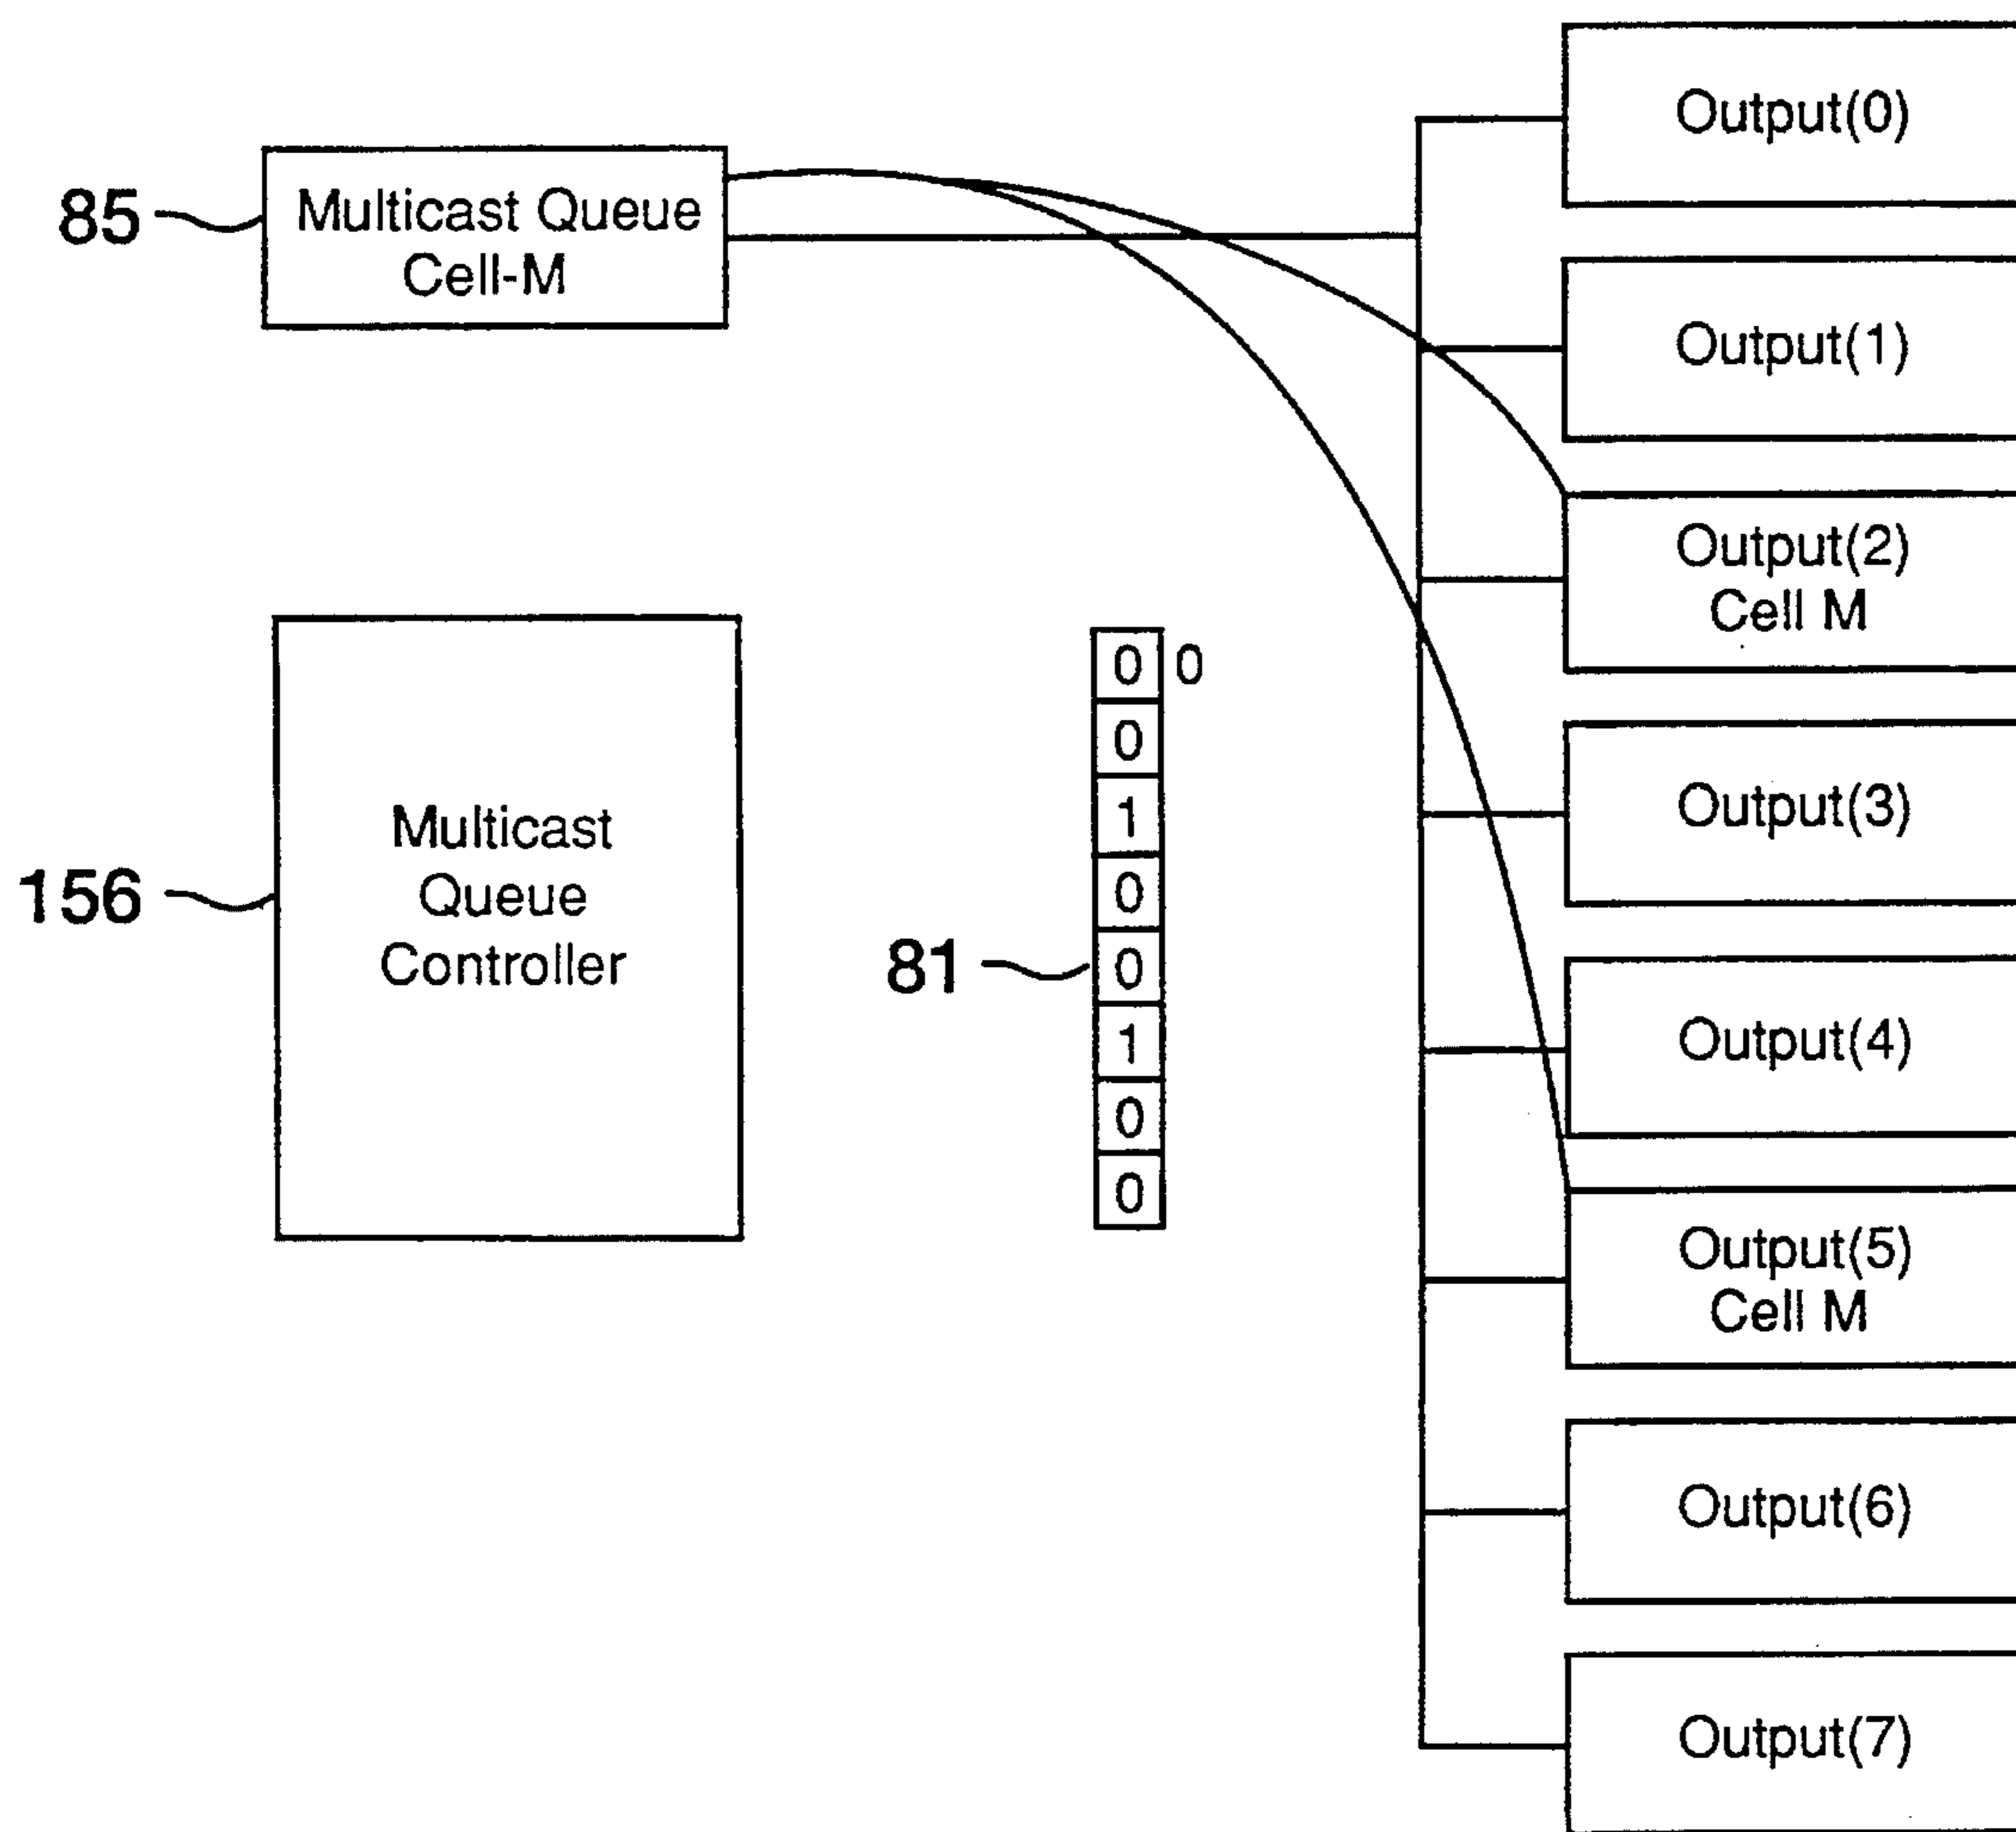 85
Multicast Queue
Cell-M
156
Multicast
Queue
Controller
81
0 0
0
1
0
0
1
0
0
Output(0)
Output(1)
Output(2)
Cell M
Output(3)
Output(4)
Output(5)
Cell M
Output(6)
Output(7)